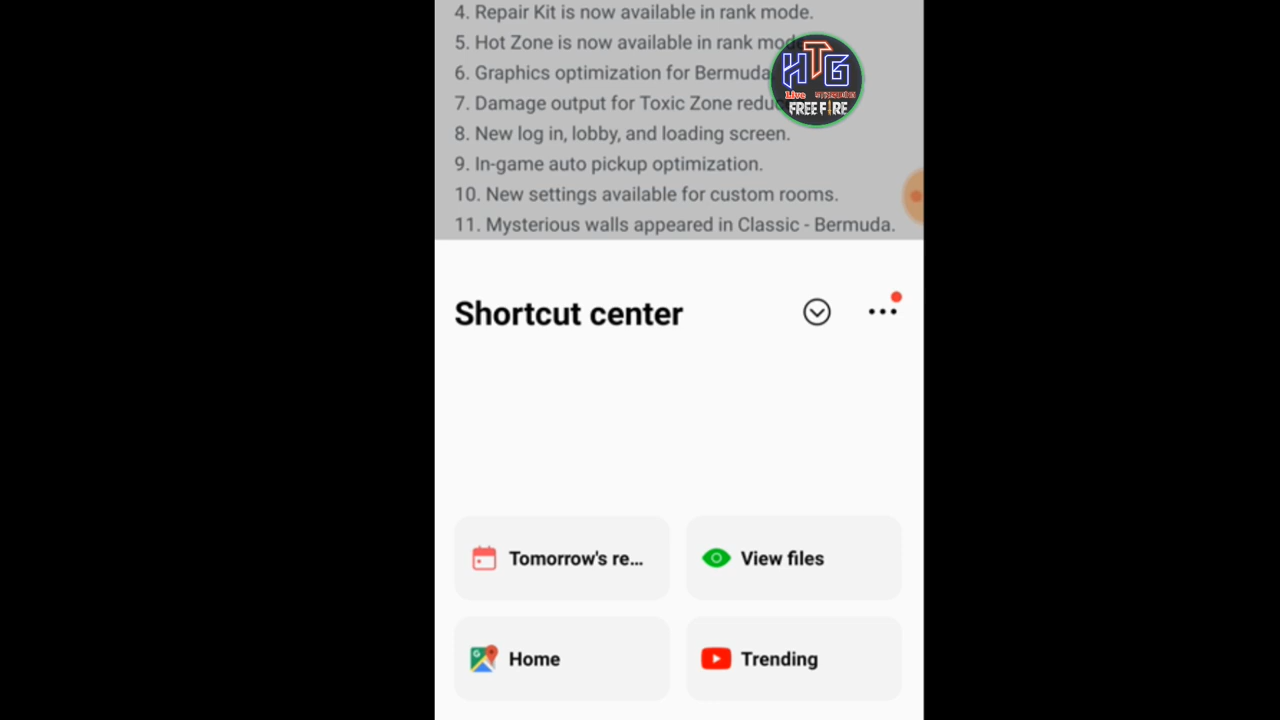 4. Repair Kit is now available in rank mode.
5. Hot Zone is now available in rank mod
6. Graphics optimization for Bermuda
7. Damage output for Toxic Zone redu
HTG
Live
FREE FIRE
8. New log in, lobby, and loading screen.
9. In-game auto pickup optimization.
10. New settings available for custom rooms.
11. Mysterious walls appeared in Classic - Bermuda.
Shortcut center
Tomorrow's re...
View files
Home
Trending